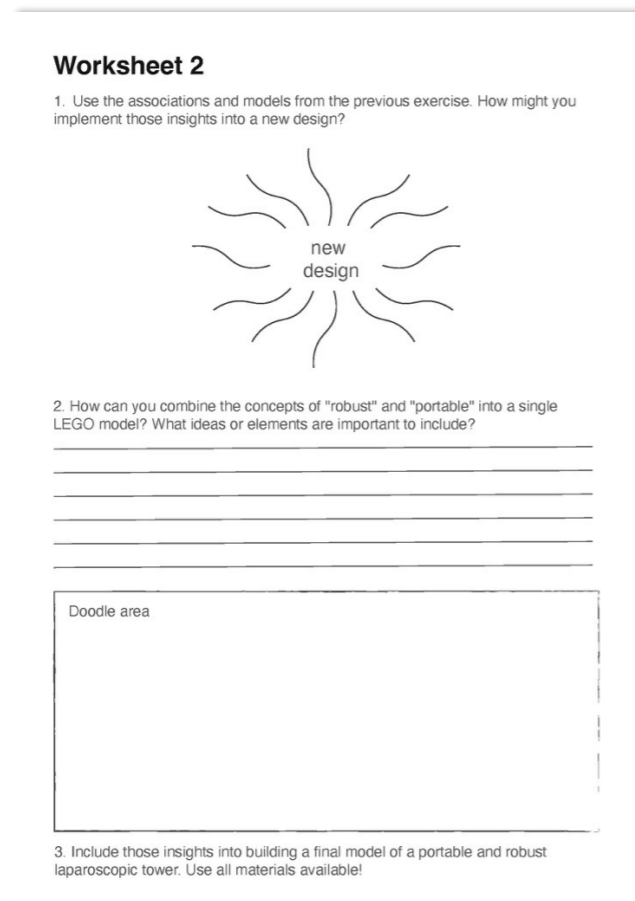 Worksheet 2
1. Use the associations and models from the previous exercise. How might you
implement those insights into a new design?
new
design
2. How can you combine the concepts of "robust" and "portable" into a single
LEGO model? What ideas or elements are important to include?
Doodle area
3. Include those insights into building a final model of a portable and robust
laparoscopic tower. Use all materials available!